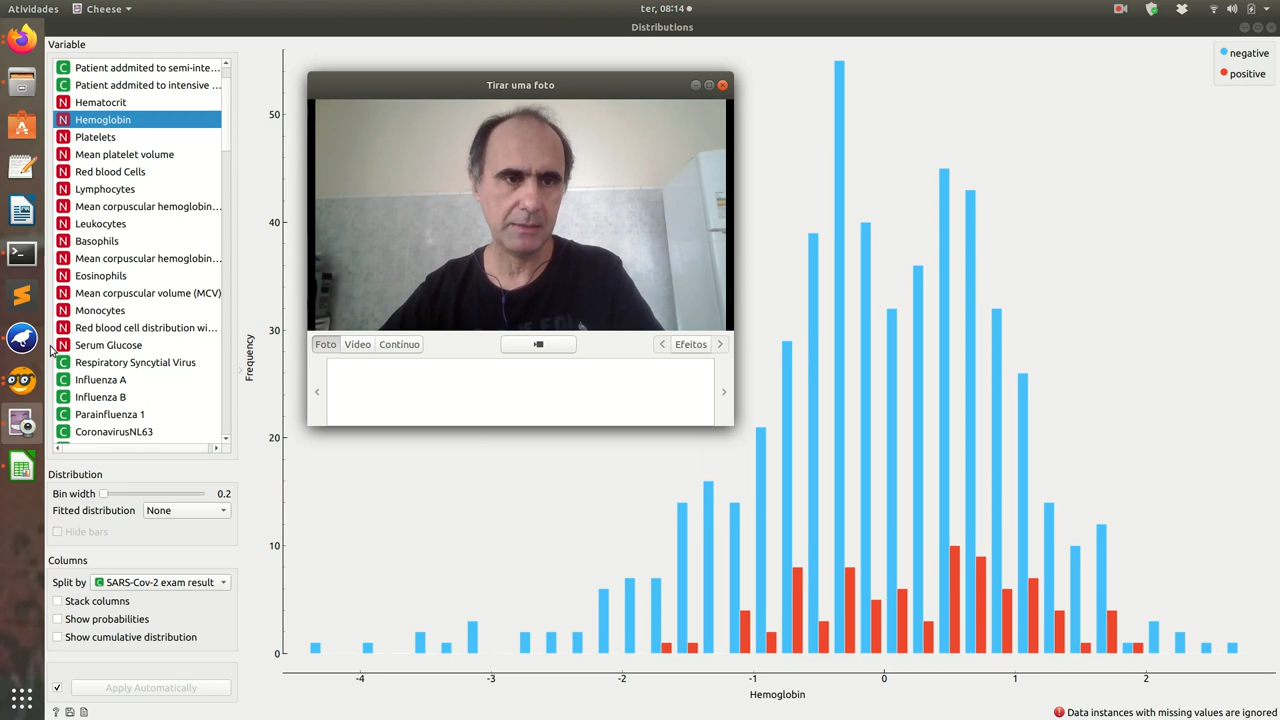 Atividades
Cheese
ter, 08:14
Distributions
Variable
Patient addmited to semi-inte...
Patient addmited to intensive ...
N Hematocrit
N Hemoglobin
N Platelets
N Mean platelet volume
N Red blood Cells
N Lymphocytes
N Mean corpuscular hemoglobin...
N Leukocytes
N Basophils
N Mean corpuscular hemoglobin...
N Eosinophils
N Mean corpuscular volume (MCV)
N Monocytes
N Red blood cell distribution wi...
N Serum Glucose
C Respiratory Syncytial Virus
C Influenza A
C Influenza B
C Parainfluenza 1
C CoronavirusNL63
Distribution
Bin width 0.2
Fitted distribution None
Hide bars
Columns
Split by C SARS-Cov-2 exam result
Stack columns
Show probabilities
Show cumulative distribution
Apply Automatically
Tirar uma foto
Foto Vídeo Contínuo
Efeitos
negative
positive
Frequency
50
40
30
20
10
0
-4 -3 -2 -1 0 1 2
Hemoglobin
Data instances with missing values are ignored